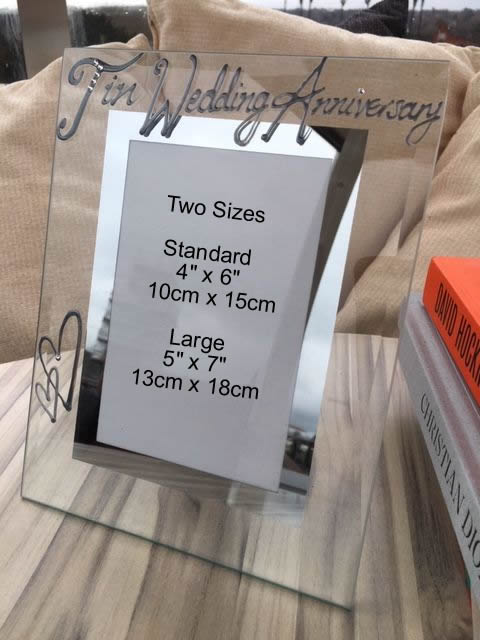 Tin Wedding Anniversary
Two Sizes
Standard
4" x 6"
10cm x 15cm
Large
5" x 7"
13cm x 18cm
DAVID HOCK
CHRISTIAN DIO